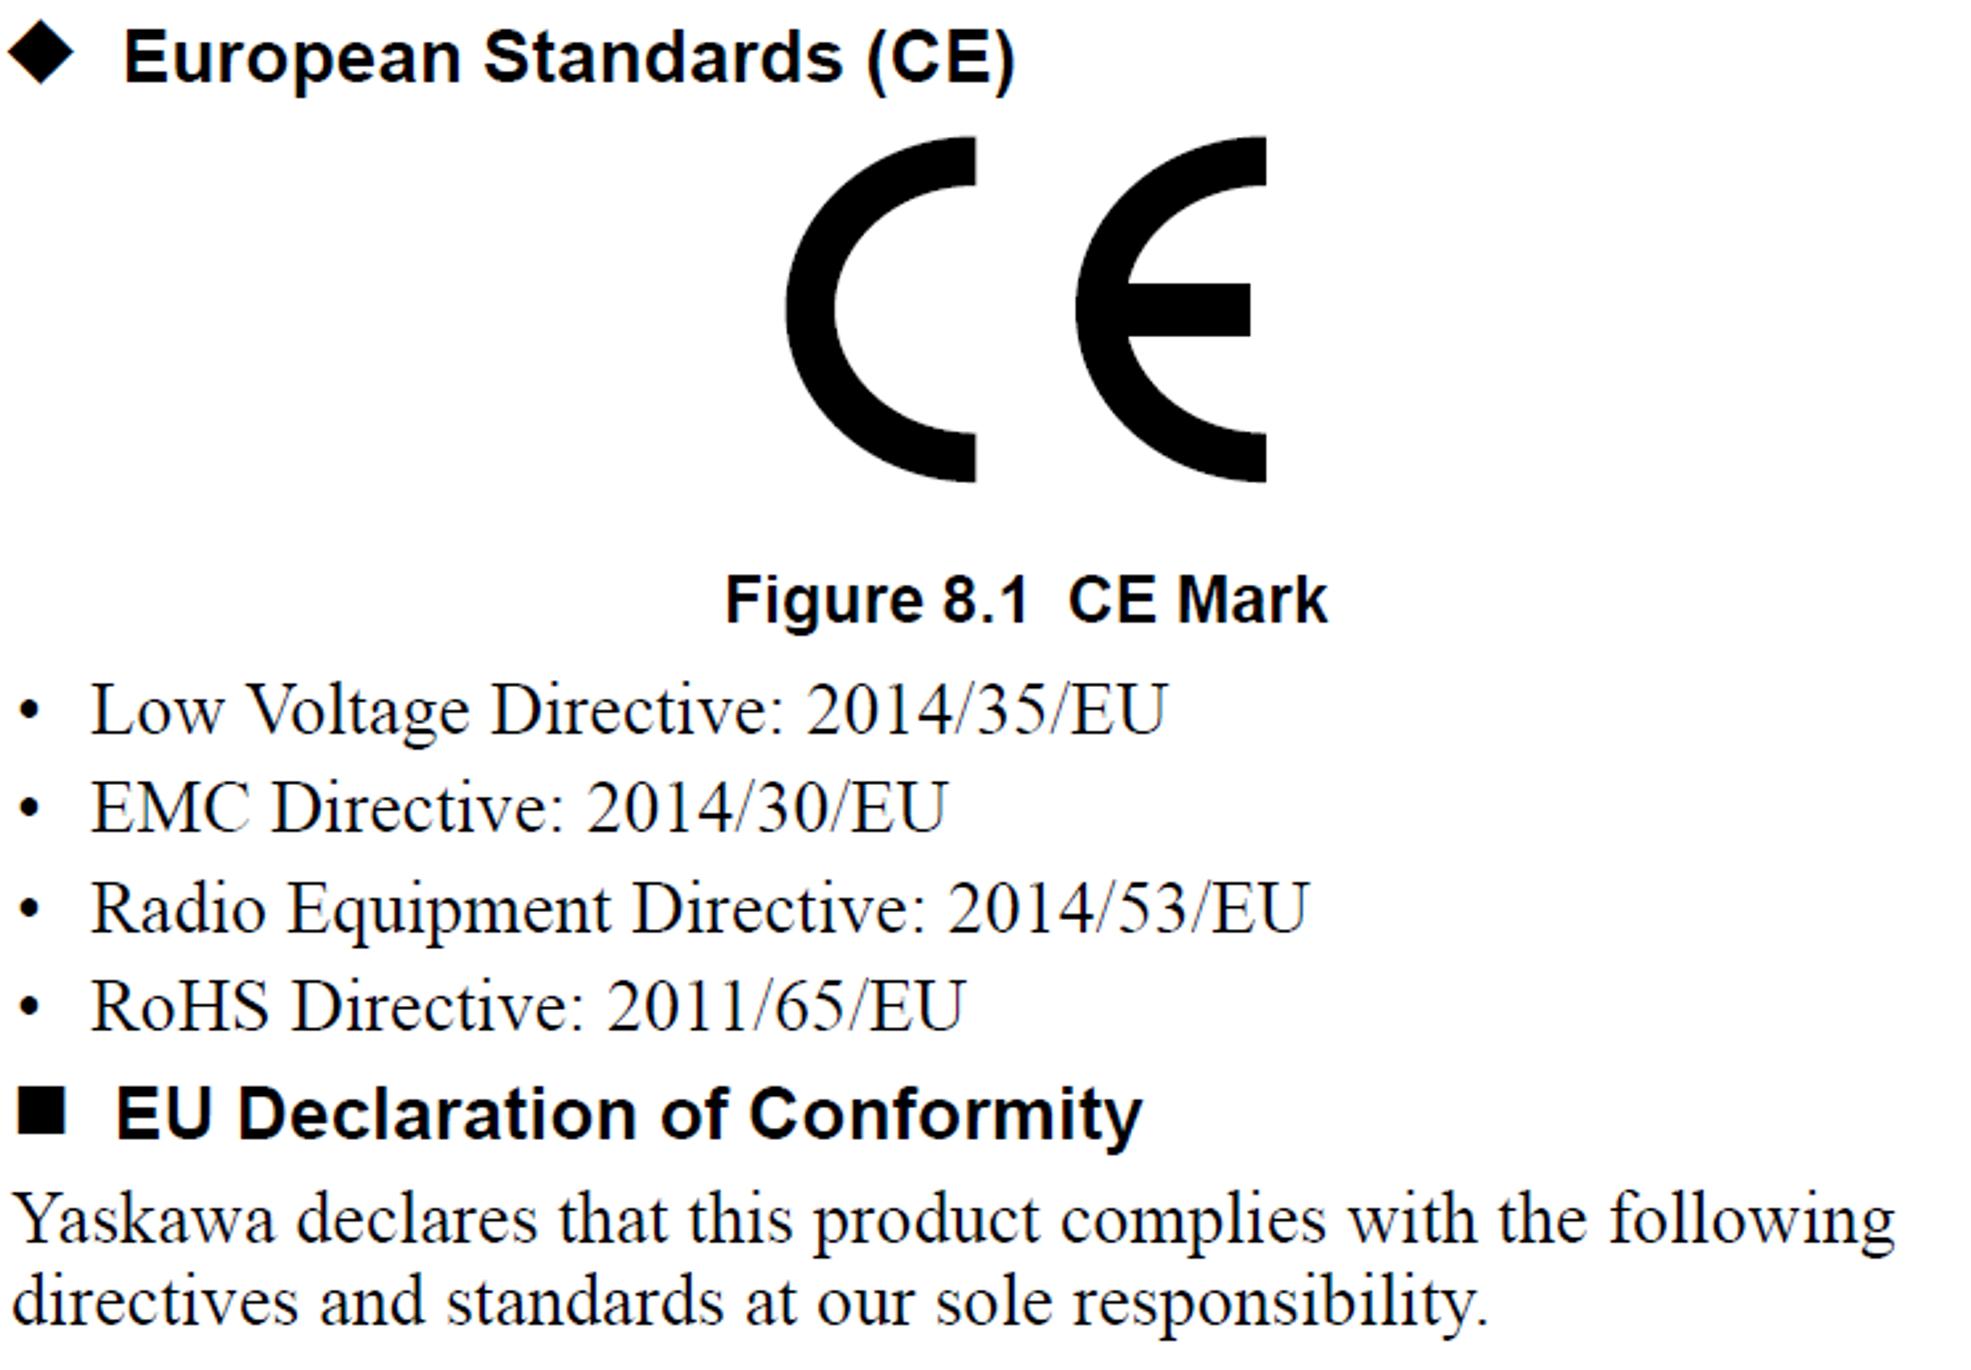 ◆ European Standards (CE)
CE
Figure 8.1 CE Mark
• Low Voltage Directive: 2014/35/EU
• EMC Directive: 2014/30/EU
• Radio Equipment Directive: 2014/53/EU
• RoHS Directive: 2011/65/EU
■ EU Declaration of Conformity
Yaskawa declares that this product complies with the following
directives and standards at our sole responsibility.